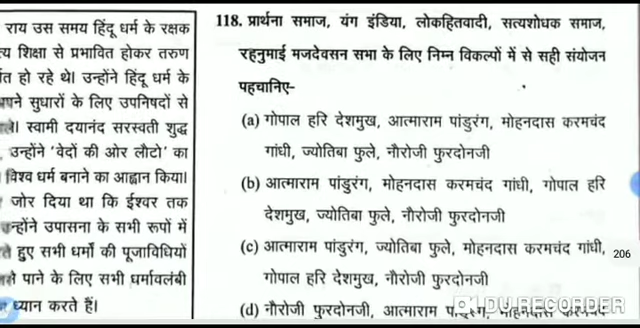 राय उस समय हिंदू धर्म के रक्षक
शिक्षा से प्रभावित होकर तरुण
हो रहे थे। उन्होंने हिंदू धर्म के
सुधारों के लिए उपनिषदों से
स्वामी दयानंद सरस्वती शुद्ध
उन्होंने 'वेदों की ओर लौटो' का
विश्व धर्म बनाने का आह्वान किया।
जोर दिया था कि ईश्वर तक
उन्होंने उपासना के सभी रूपों में
हुए सभी धर्मों की पूजाविधियों
पाने के लिए सभी धर्मावलंबी
ध्यान करते हैं।
118. प्रार्थना समाज, यंग इंडिया, लोकहितवादी, सत्यशोधक समाज,
रहनुमाई मजदेवसन सभा के लिए निम्न विकल्पों में से सही संयोजन
पहचानिए-
(a) गोपाल हरि देशमुख, आत्माराम पांडुरंग, मोहनदास करमचंद
गांधी, ज्योतिबा फुले, नौरोजी फुरदोनजी
(b) आत्माराम पांडुरंग, मोहनदास करमचंद गांधी, गोपाल हरि
देशमुख, ज्योतिबा फुले, नौरोजी फुरदोनजी
(c) आत्माराम पांडुरंग, ज्योतिबा फुले, मोहनदास करमचंद गांधी,
गोपाल हरि देशमुख, नौरोजी फुरदोनजी
206
(d) नौरोजी फुरदोनजी, आत्माराम पांडुरंग, मोहनदास करमचंद
DU RECORDER